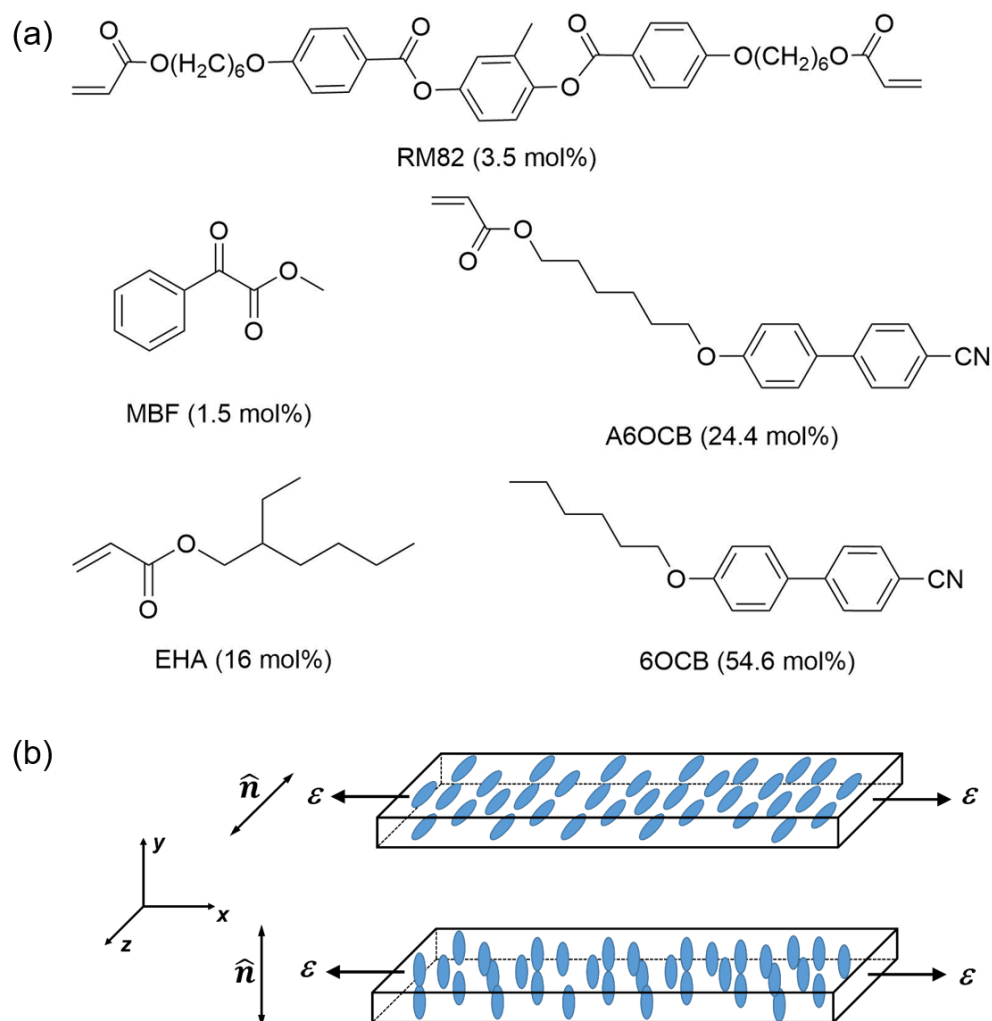 (a)
O
O(H₂C)₆O
O
O
O
O
O(CH₂)₆O
O
RM82 (3.5 mol%)
O
O
O
MBF (1.5 mol%)
O
O
O
CN
A6OCB (24.4 mol%)
O
O
EHA (16 mol%)
O
CN
6OCB (54.6 mol%)
(b)
n̂
ε
ε
y
x
z
n̂
ε
ε